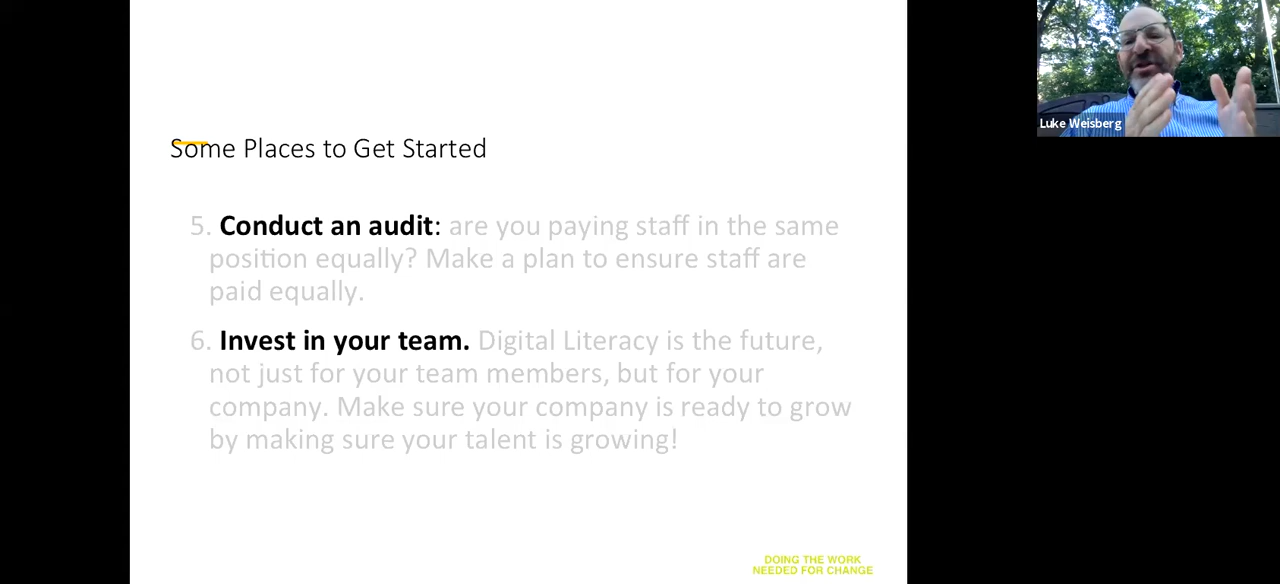 Some Places to Get Started
5. Conduct an audit: are you paying staff in the same
position equally? Make a plan to ensure staff are
paid equally.
6. Invest in your team. Digital Literacy is the future,
not just for your team members, but for your
company. Make sure your company is ready to grow
by making sure your talent is growing!
DOING THE WORK
NEEDED FOR CHANGE
Luke Weisberg